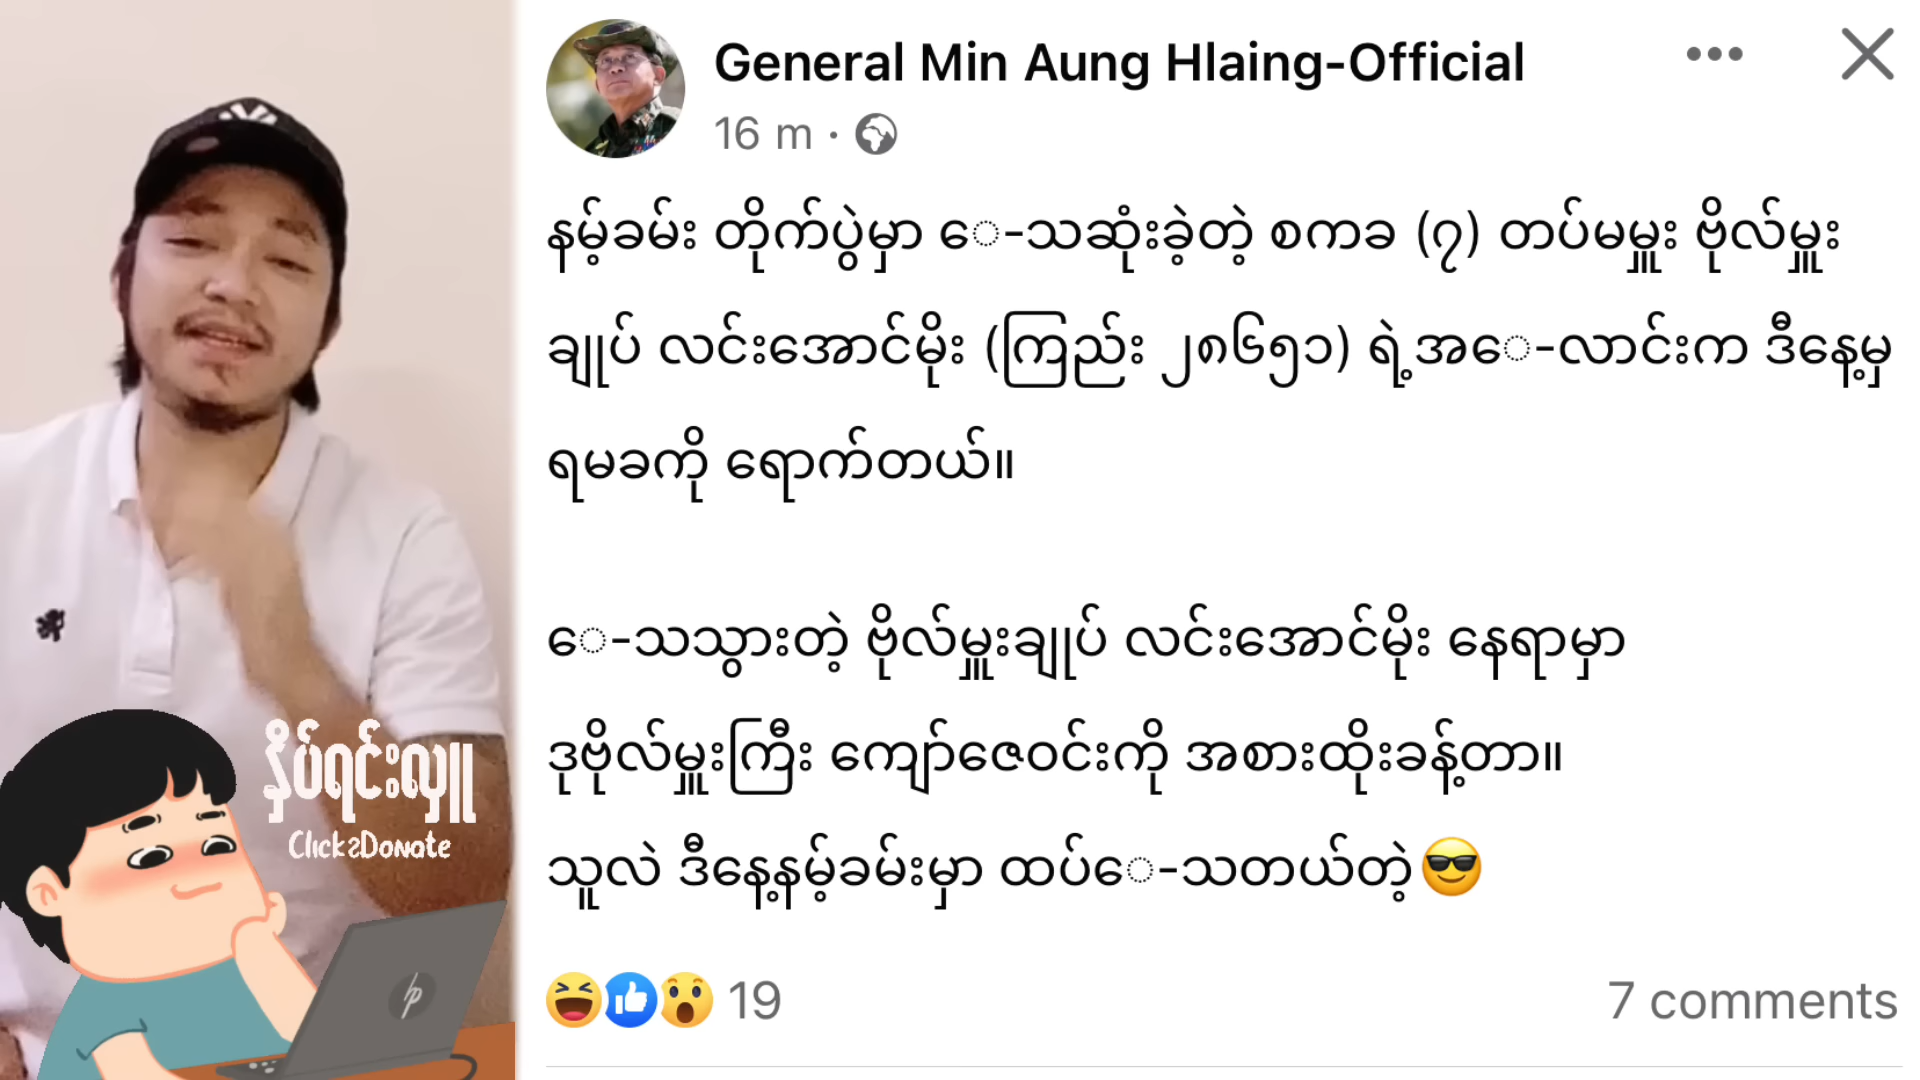 General Min Aung Hlaing-Official
16 m ·
နမ့်ခမ်း တိုက်ပွဲမှာ ေ-သဆုံးခဲ့တဲ့ စကခ (၇) တပ်မမှူး ဗိုလ်မှူး
ချုပ် လင်းအောင်မိုး (ကြည်း ၂၈၆၅၁) ရဲ့အေ-လာင်းက ဒီနေ့မှ
ရမခကို ရောက်တယ်။
ေ-သသွားတဲ့ ဗိုလ်မှူးချုပ် လင်းအောင်မိုး နေရာမှာ
ဒုဗိုလ်မှူးကြီး ကျော်ဇေဝင်းကို အစားထိုးခန့်တာ။
သူလဲ ဒီနေ့နမ့်ခမ်းမှာ ထပ်ေ-သတယ်တဲ့😎
19
7 comments
နှိပ်ရင်းလှူ
Click2Donate
hp